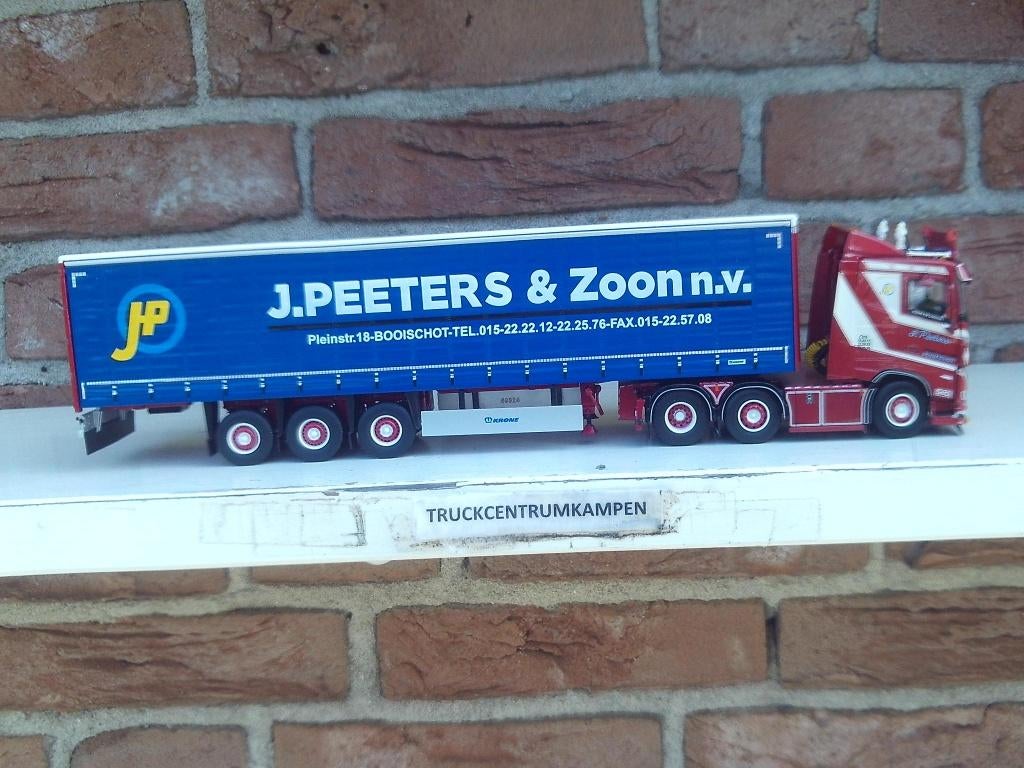 JP
J.PEETERS & Zoon n.v.
Pleinstr.18-BOOISCHOT-TEL.015-22.22.12-22.25.76-FAX.015-22.57.08
KRONE
TRUCKCENTRUMKAMPEN